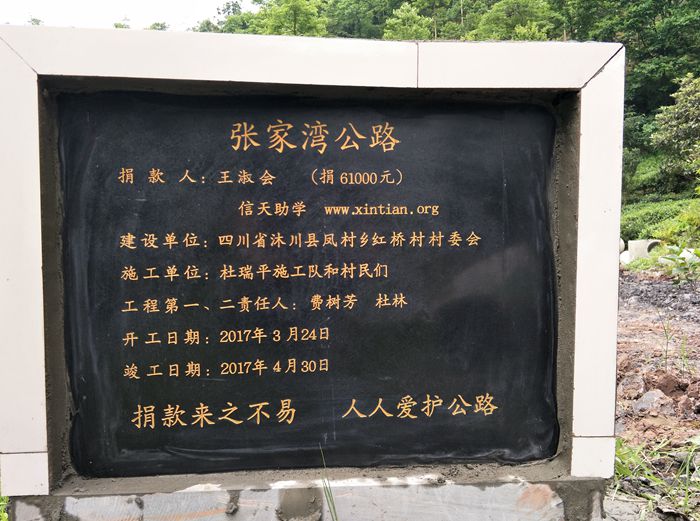 张家湾公路
捐款人：王淑会 （捐61000元）
信天助学 www.xintian.org
建设单位：四川省沐川县凤村乡红桥村村委会
施工单位：杜瑞平施工队和村民们
工程第一、二责任人：费树芳 杜林
开工日期：2017年3月24日
竣工日期：2017年4月30日
捐款来之不易 人人爱护公路